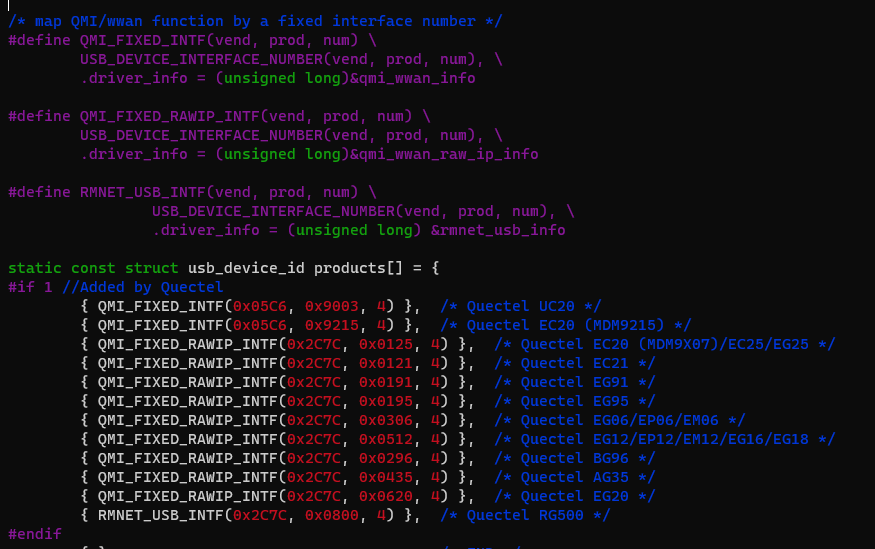 /* map QMI/wwan function by a fixed interface number */
#define QMI_FIXED_INTF(vend, prod, num) \
        USB_DEVICE_INTERFACE_NUMBER(vend, prod, num), \
        .driver_info = (unsigned long)&qmi_wwan_info

#define QMI_FIXED_RAWIP_INTF(vend, prod, num) \
        USB_DEVICE_INTERFACE_NUMBER(vend, prod, num), \
        .driver_info = (unsigned long)&qmi_wwan_raw_ip_info

#define RMNET_USB_INTF(vend, prod, num) \
                USB_DEVICE_INTERFACE_NUMBER(vend, prod, num), \
                .driver_info = (unsigned long) &rmnet_usb_info

static const struct usb_device_id products[] = {
#if 1 //Added by Quectel
        { QMI_FIXED_INTF(0x05C6, 0x9003, 4) },  /* Quectel UC20 */
        { QMI_FIXED_INTF(0x05C6, 0x9215, 4) },  /* Quectel EC20 (MDM9215) */
        { QMI_FIXED_RAWIP_INTF(0x2C7C, 0x0125, 4) },  /* Quectel EC20 (MDM9X07)/EC25/EG25 */
        { QMI_FIXED_RAWIP_INTF(0x2C7C, 0x0121, 4) },  /* Quectel EC21 */
        { QMI_FIXED_RAWIP_INTF(0x2C7C, 0x0191, 4) },  /* Quectel EG91 */
        { QMI_FIXED_RAWIP_INTF(0x2C7C, 0x0195, 4) },  /* Quectel EG95 */
        { QMI_FIXED_RAWIP_INTF(0x2C7C, 0x0306, 4) },  /* Quectel EG06/EP06/EM06 */
        { QMI_FIXED_RAWIP_INTF(0x2C7C, 0x0512, 4) },  /* Quectel EG12/EP12/EM12/EG16/EG18 */
        { QMI_FIXED_RAWIP_INTF(0x2C7C, 0x0296, 4) },  /* Quectel BG96 */
        { QMI_FIXED_RAWIP_INTF(0x2C7C, 0x0435, 4) },  /* Quectel AG35 */
        { QMI_FIXED_RAWIP_INTF(0x2C7C, 0x0620, 4) },  /* Quectel EG20 */
        { RMNET_USB_INTF(0x2C7C, 0x0800, 4) },  /* Quectel RG500 */
#endif